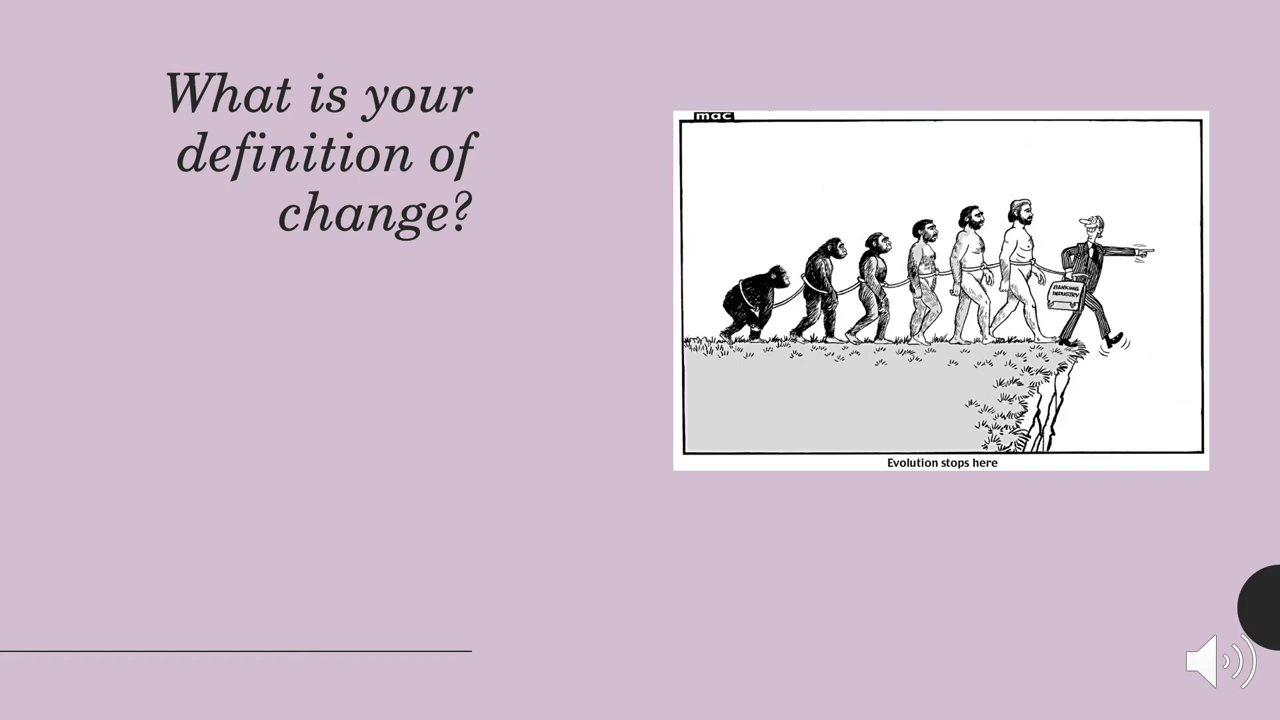 What is your
definition of
change?
mac
BANKING
INDUSTRY
Evolution stops here